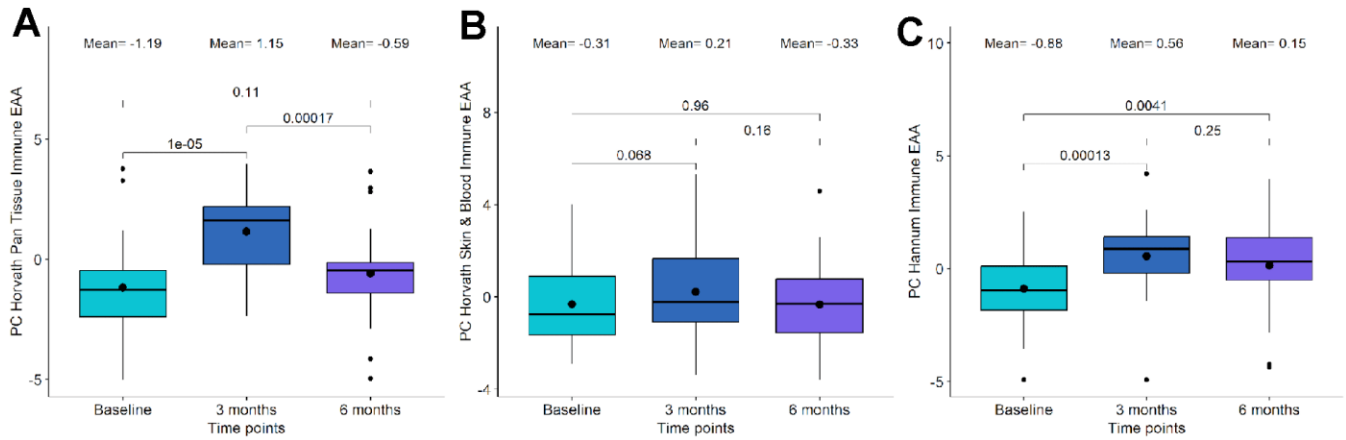 A
Mean= -1.19 Mean= 1.15 Mean= -0.59
0.11
0.00017
1e-05
PC Horvath Pan Tissue Immune EAA
5
0
-5
Baseline 3 months 6 months
Time points
B
Mean= -0.31 Mean= 0.21 Mean= -0.33
0.96
0.16
0.068
PC Horvath Skin & Blood Immune EAA
8
4
0
-4
Baseline 3 months 6 months
Time points
C
Mean= -0.88 Mean= 0.56 Mean= 0.15
0.0041
0.25
0.00013
PC Hannum Immune EAA
10
5
0
-5
Baseline 3 months 6 months
Time points